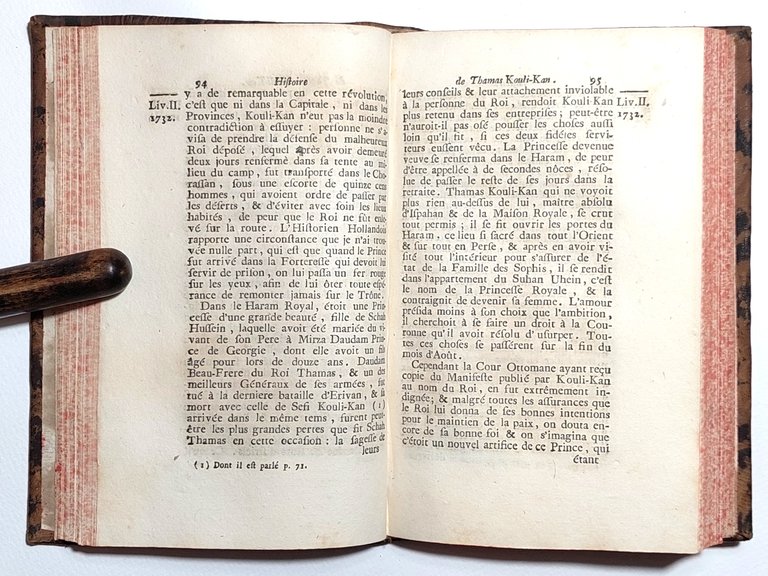 94 Histoire
Liv.II.
1732.
y a de remarquable en cette révolution,
c'est que ni dans la Capitale, ni dans les
Provinces, Kouli-Kan n'eut pas la moindre
contradiction à essuyer : personne ne s'a-
visa de prendre la défense du malheureux
Roi déposé, lequel après avoir demeuré
deux jours renfermé dans sa tente au mi-
lieu du camp, fut transporté dans le Cho-
rassan, sous une escorte de quinze cent
hommes, qui avoient ordre de passer par
les déserts, & d'éviter avec soin les lieux
habités, de peur que le Roi ne fût enle-
vé sur la route. L'Historien Hollandois
rapporte une circonstance que je n'ai trou-
vée nulle part, qui est que quand le Prince
fut arrivé dans la Forteresse qui devoit lui
servir de prison, on lui passa un fer rouge
sur les yeux, afin de lui ôter toute espé-
rance de remonter jamais sur le Trône.
Dans le Haram Royal, étoit une Prin-
cesse d'une grande beauté, fille de Schah
Hussein, laquelle avoit été mariée du vi-
vant de son Pere à Mirza Daudam Prin-
ce de Georgie, dont elle avoit un fils
âgé pour lors de douze ans. Daudam
Beau-Frere du Roi Thamas, & un des
meilleurs Généraux de ses armées, fut
tué à la derniere bataille d'Erivan, & sa
mort avec celle de Sefi Kouli-Kan (1)
arrivée dans le même tems, furent peut-
être les plus grandes pertes que fit Schah
Thamas en cette occasion : la sagesse de
leurs
(1) Dont il est parlé p. 71.
de Thamas Kouli-Kan. 95
Liv.II.
1732.
leurs conseils & leur attachement inviolable
à la personne du Roi, rendoit Kouli-Kan
plus retenu dans ses entreprises; peut-être
n'auroit-il pas osé pousser les choses aussi
loin qu'il fit, si ces deux fidéles servi-
teurs eussent vécu. La Princesse devenue
veuve se renferma dans le Haram, de peur
d'être appellée à de secondes nôces, réso-
lue de passer le reste de ses jours dans la
retraite. Thamas Kouli-Kan qui ne voyoit
plus rien au-dessus de lui, maître absolu
d'Ispahan & de la Maison Royale, se crut
tout permis; il se fit ouvrir les portes du
Haram, ce lieu si sacré dans tout l'Orient
& sur tout en Perse, & après en avoir vi-
sité tout l'intérieur pour s'assurer de l'é-
tat de la Famille des Sophis, il se rendit
dans l'appartement du Suhan Uhein, c'est
le nom de la Princesse Royale, & la
contraignit de devenir sa femme. L'amour
présida moins à son choix que l'ambition,
il cherchoit à se faire un droit à la Cou-
ronne qu'il avoit résolu d'usurper. Toutes
ces choses se passérent sur la fin du
mois d'Août.
Cependant la Cour Ottomane ayant reçu
copie du Manifeste publié par Kouli-Kan
au nom du Roi, en fut extrêmement in-
dignée; & malgré toutes les assurances que
le Roi lui donna de ses bonnes intentions
pour le maintien de la paix, on douta en-
core de sa bonne foi & on s'imagina que
c'étoit un nouvel artifice de ce Prince, qui
étant